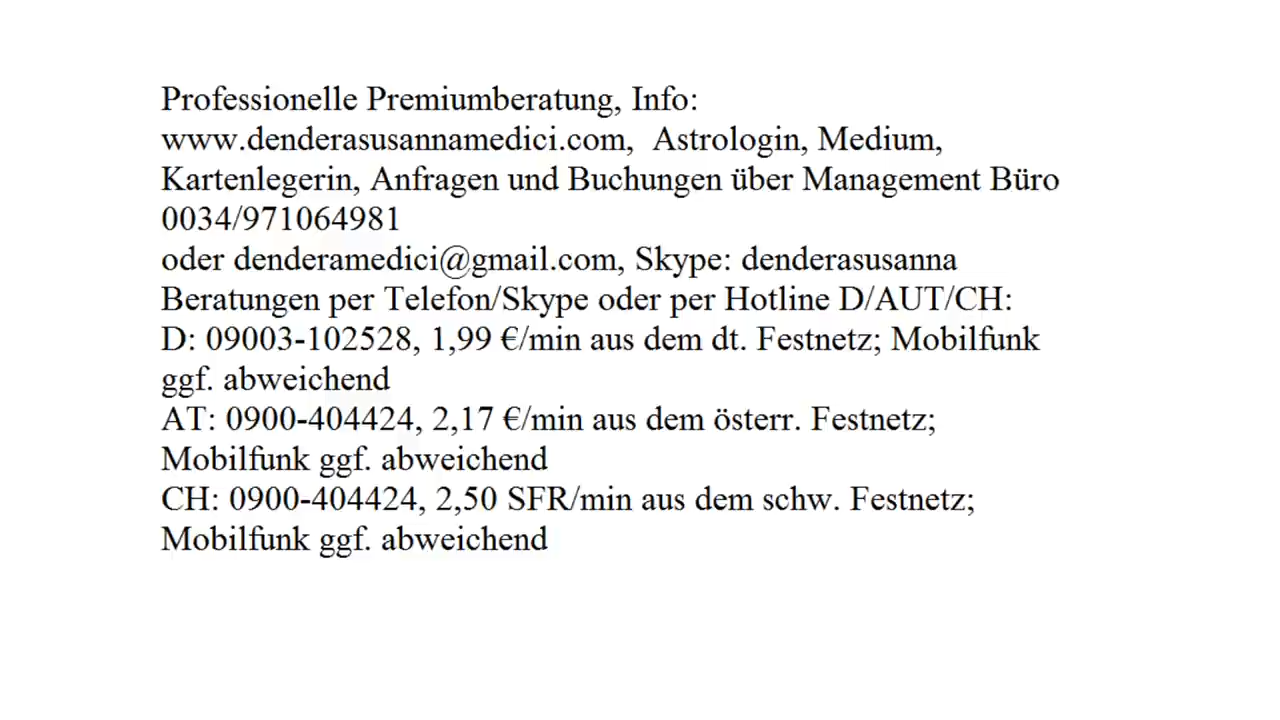 Professionelle Premiumberatung, Info:
www.denderasusannamedici.com,  Astrologin, Medium,
Kartenlegerin, Anfragen und Buchungen über Management Büro
0034/971064981
oder denderamedici@gmail.com, Skype: denderasusanna
Beratungen per Telefon/Skype oder per Hotline D/AUT/CH:
D: 09003-102528, 1,99 €/min aus dem dt. Festnetz; Mobilfunk
ggf. abweichend
AT: 0900-404424, 2,17 €/min aus dem österr. Festnetz;
Mobilfunk ggf. abweichend
CH: 0900-404424, 2,50 SFR/min aus dem schw. Festnetz;
Mobilfunk ggf. abweichend